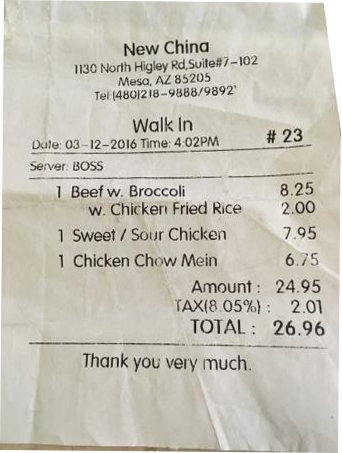 New China
1130 North Higley Rd,Suite#7-102
Mesa, AZ 85205
Tel:(480)218-9888/9892'
Walk In
Date: 03-12-2016 Time: 4:02PM # 23
Server: BOSS
1 Beef w. Broccoli 8.25
w. Chicken Fried Rice 2.00
1 Sweet / Sour Chicken 7.95
1 Chicken Chow Mein 6.75
Amount : 24.95
TAX(8.05%) : 2.01
TOTAL : 26.96
Thank you very much.